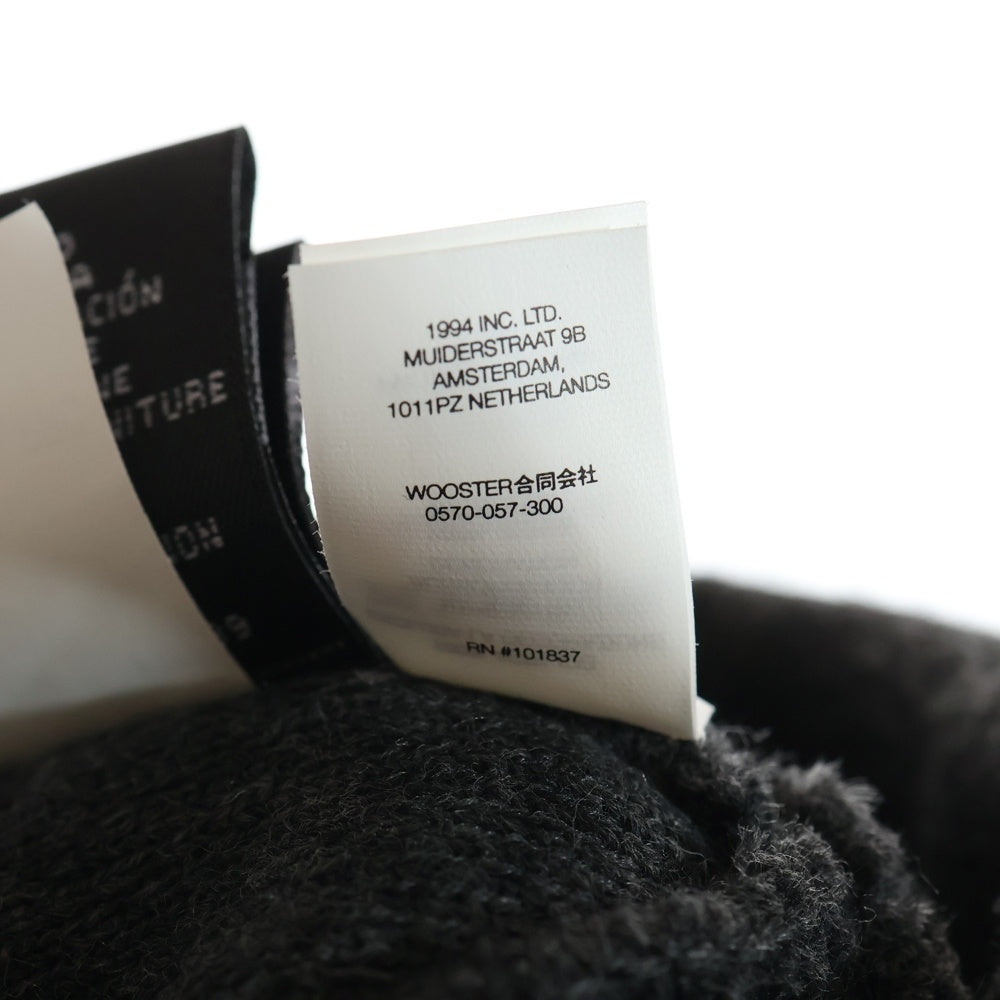 CIÓN
1994 INC. LTD.
MUIDERSTRAAT 9B
AMSTERDAM,
1011PZ NETHERLANDS
WOOSTER合同会社
0570-057-300
RN #101837